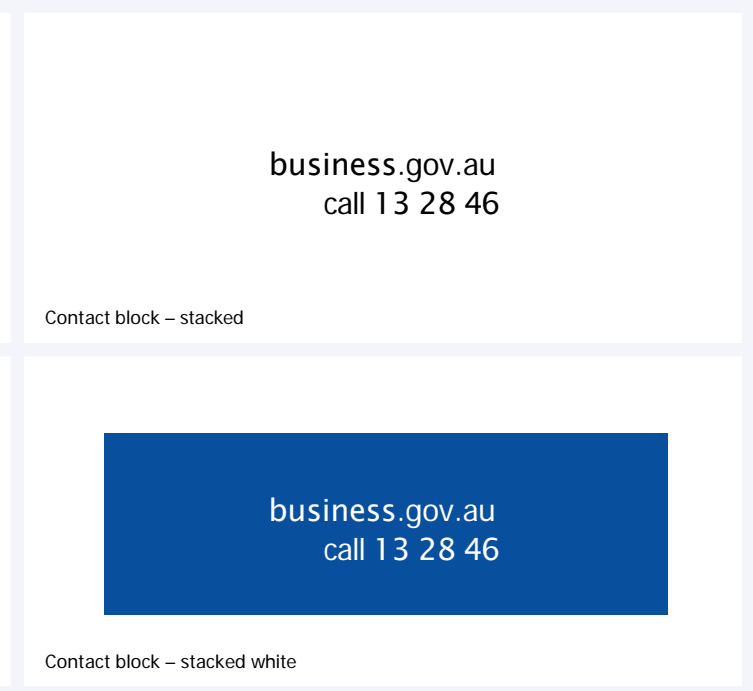 business.gov.au
call 13 28 46
Contact block – stacked
business.gov.au
call 13 28 46
Contact block – stacked white